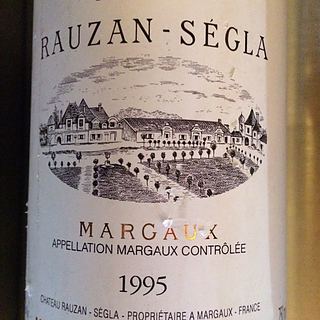 RAUZAN - SÉGLA
MARGAUX
APPELLATION MARGAUX CONTRÔLÉE
1995
CHATEAU RAUZAN - SÉGLA - PROPRIÉTAIRE A MARGAUX - FRANCE